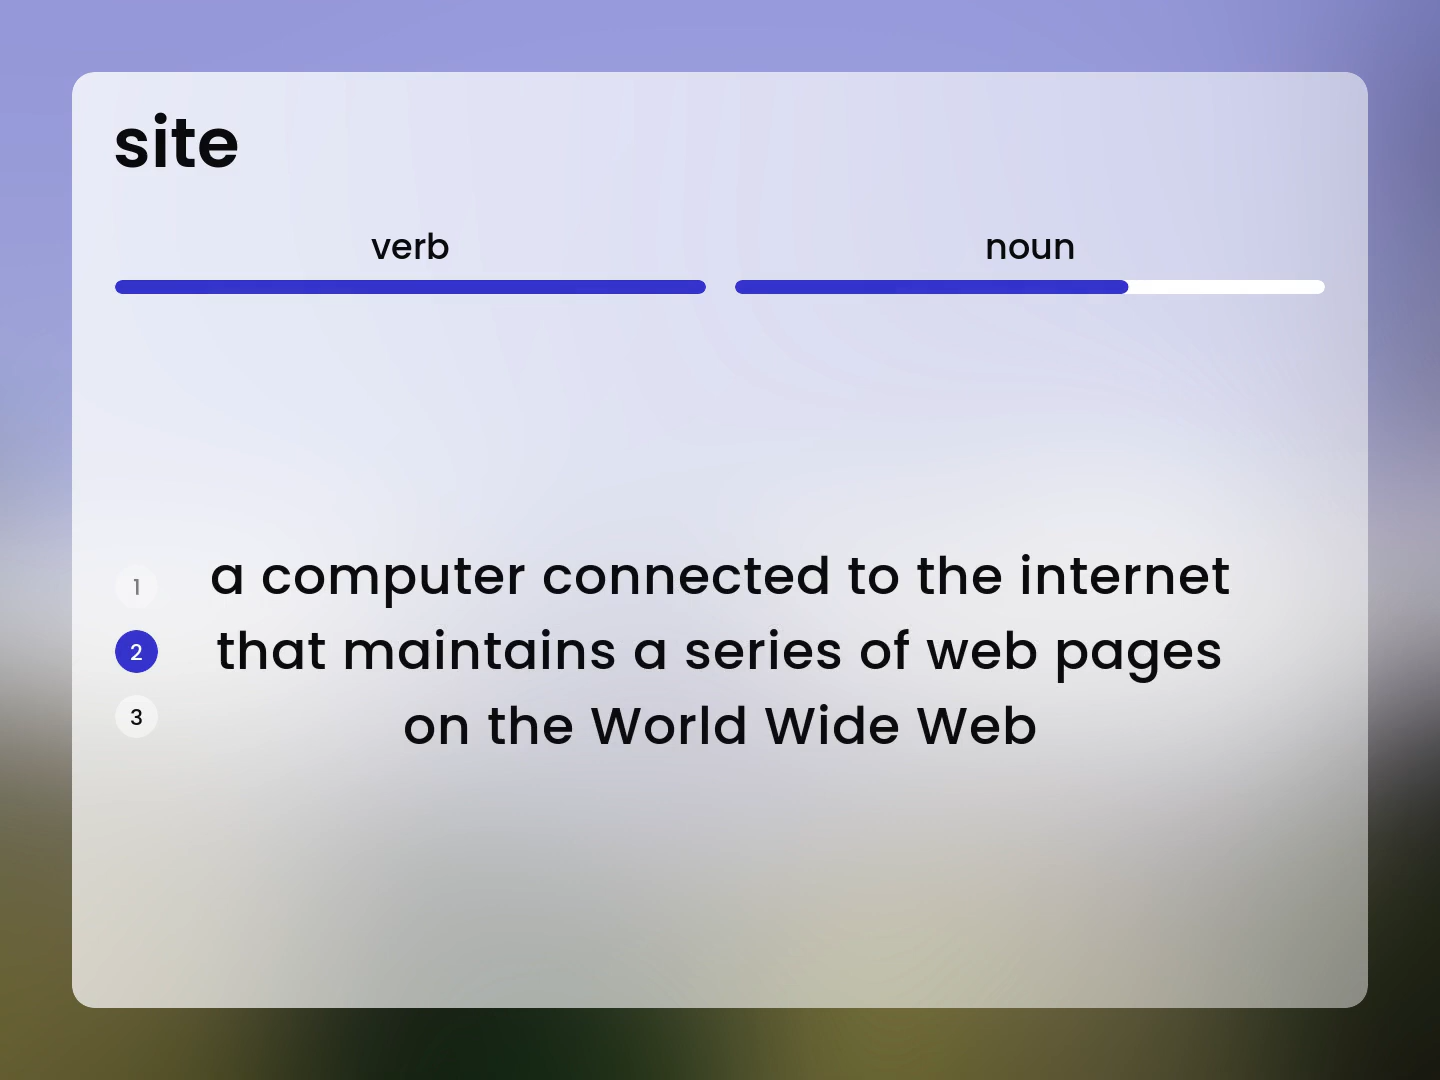 site
verb
noun
1
2
3
a computer connected to the internet
that maintains a series of web pages
on the World Wide Web